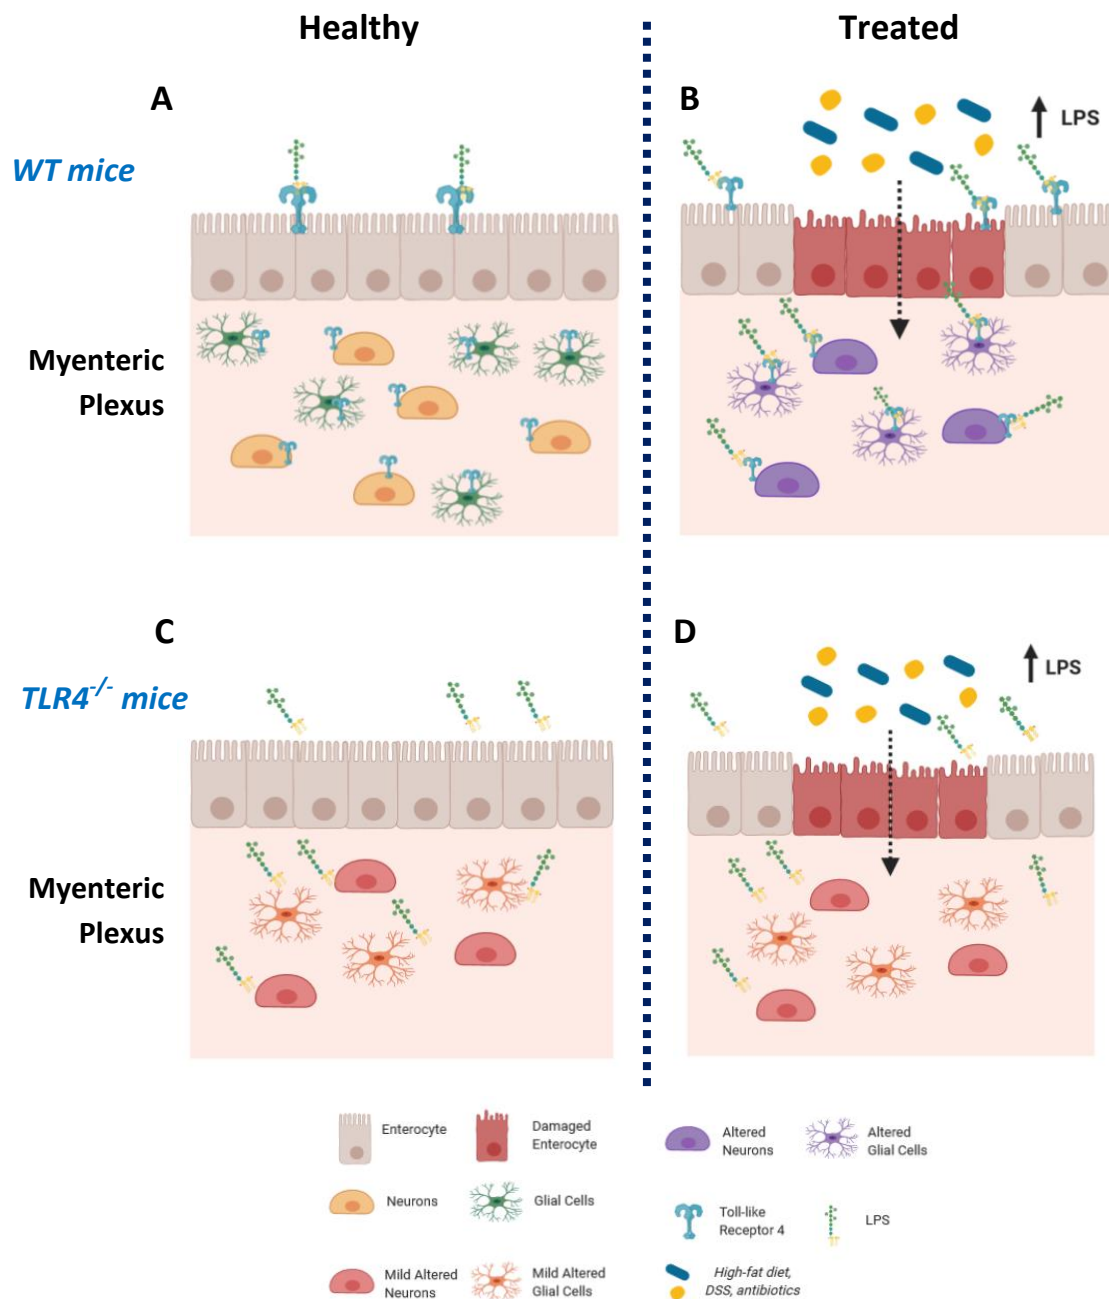 Healthy
Treated
A
B
LPS
WT mice
Myenteric
Plexus
C
D
LPS
TLR4-/- mice
Myenteric
Plexus
Enterocyte
Damaged
Enterocyte
Altered
Neurons
Altered
Glial Cells
Neurons
Glial Cells
Toll-like
Receptor 4
LPS
Mild Altered
Neurons
Mild Altered
Glial Cells
High-fat diet,
DSS, antibiotics